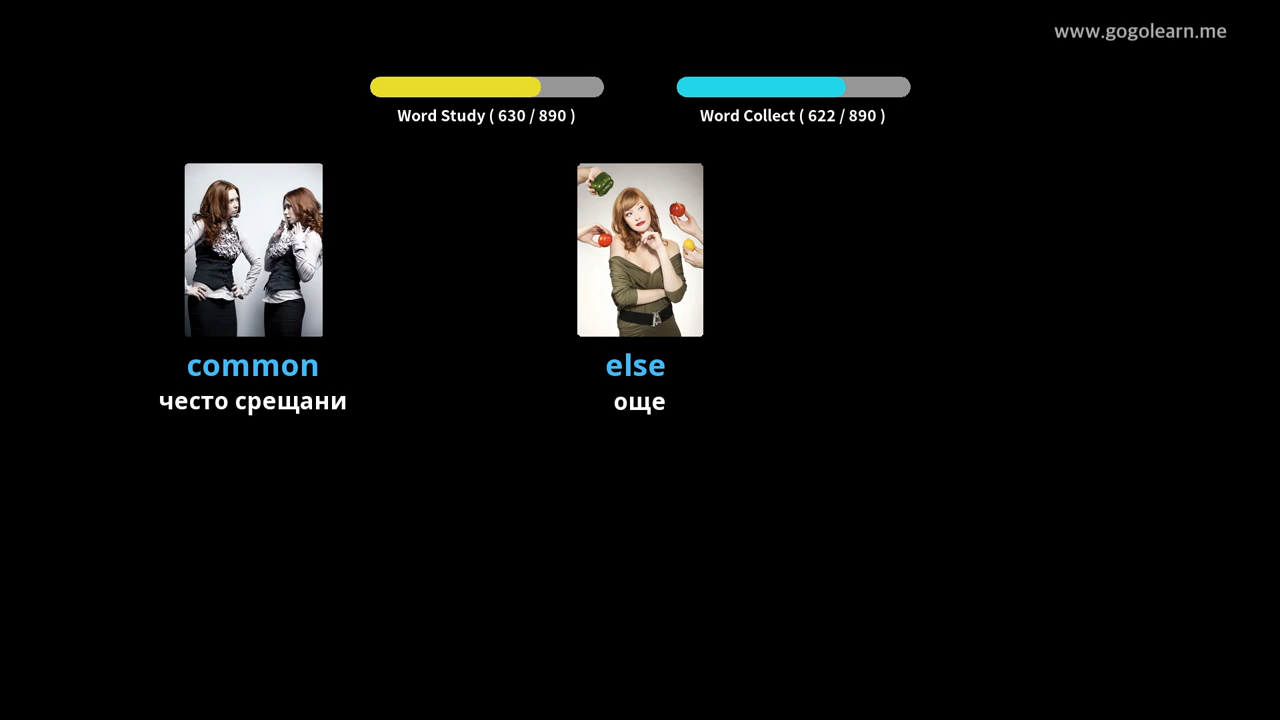 www.gogolearn.me
Word Study ( 630 / 890 )
Word Collect ( 622 / 890 )
common
често срещани
else
още